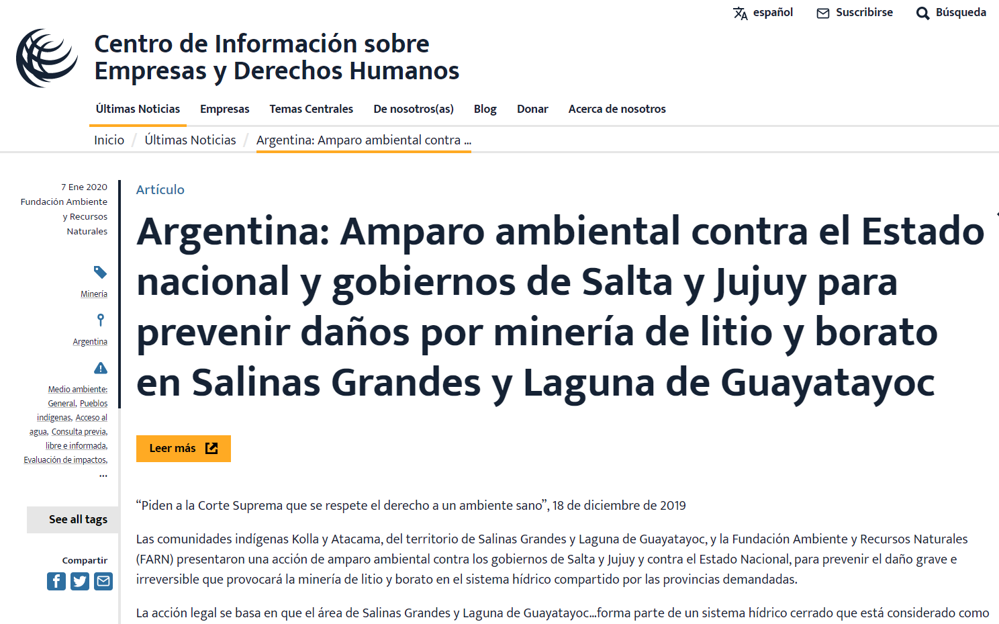 español
Suscribirse
Búsqueda
Centro de Información sobre
Empresas y Derechos Humanos
Últimas Noticias
Empresas
Temas Centrales
De nosotros(as)
Blog
Donar
Acerca de nosotros
Inicio / Últimas Noticias / Argentina: Amparo ambiental contra ...
7 Ene 2020
Fundación Ambiente
y Recursos
Naturales
Minería
Argentina
Medio ambiente:
General, Pueblos
indígenas, Acceso al
agua, Consulta previa,
libre e informada,
Evaluación de impactos,
...
See all tags
Compartir
Artículo
Argentina: Amparo ambiental contra el Estado
nacional y gobiernos de Salta y Jujuy para
prevenir daños por minería de litio y borato
en Salinas Grandes y Laguna de Guayatayoc
Leer más
“Piden a la Corte Suprema que se respete el derecho a un ambiente sano”, 18 de diciembre de 2019
Las comunidades indígenas Kolla y Atacama, del territorio de Salinas Grandes y Laguna de Guayatayoc, y la Fundación Ambiente y Recursos Naturales
(FARN) presentaron una acción de amparo ambiental contra los gobiernos de Salta y Jujuy y contra el Estado Nacional, para prevenir el daño grave e
irreversible que provocará la minería de litio y borato en el sistema hídrico compartido por las provincias demandadas.
La acción legal se basa en que el área de Salinas Grandes y Laguna de Guayatayoc...forma parte de un sistema hídrico cerrado que está considerado como